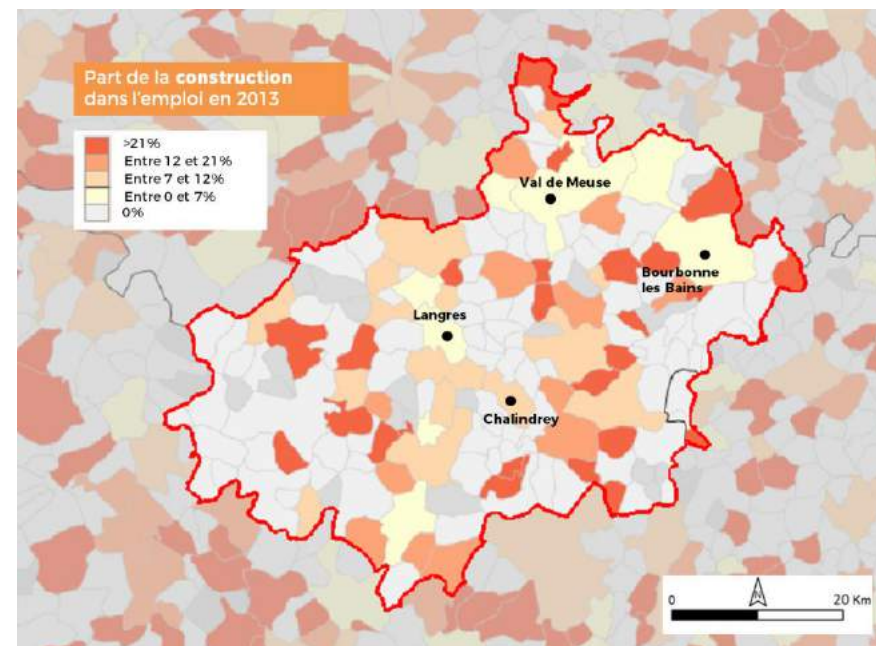 Part de la construction
dans l'emploi en 2013
>21%
Entre 12 et 21%
Entre 7 et 12%
Entre 0 et 7%
0%
Val de Meuse
Bourbonne
les Bains
Langres
Chalindrey
N
0 20 Km